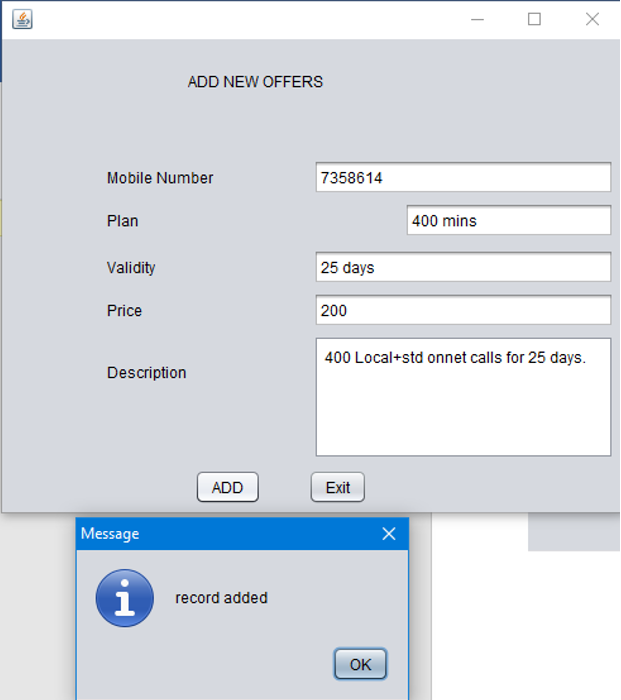 ADD NEW OFFERS
Mobile Number 7358614
Plan 400 mins
Validity 25 days
Price 200
Description 400 Local+std onnet calls for 25 days.
ADD Exit
Message
record added
OK